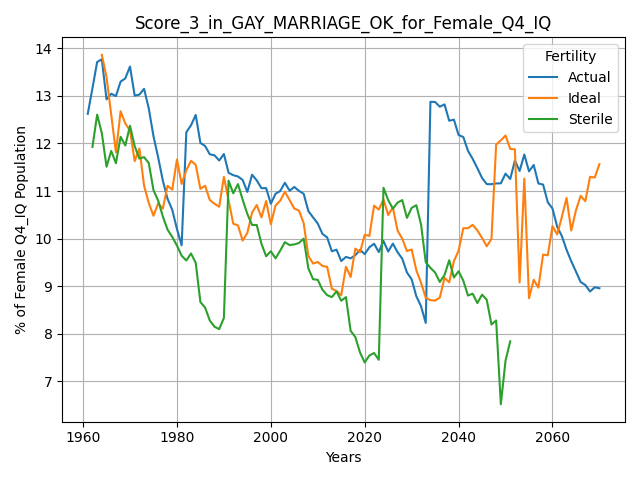 Score_3_in_GAY_MARRIAGE_OK_for_Female_Q4_IQ
% of Female Q4_IQ Population
14
13
12
11
10
9
8
7
Fertility
Actual
Ideal
Sterile
1960
1980
2000
2020
2040
2060
Years